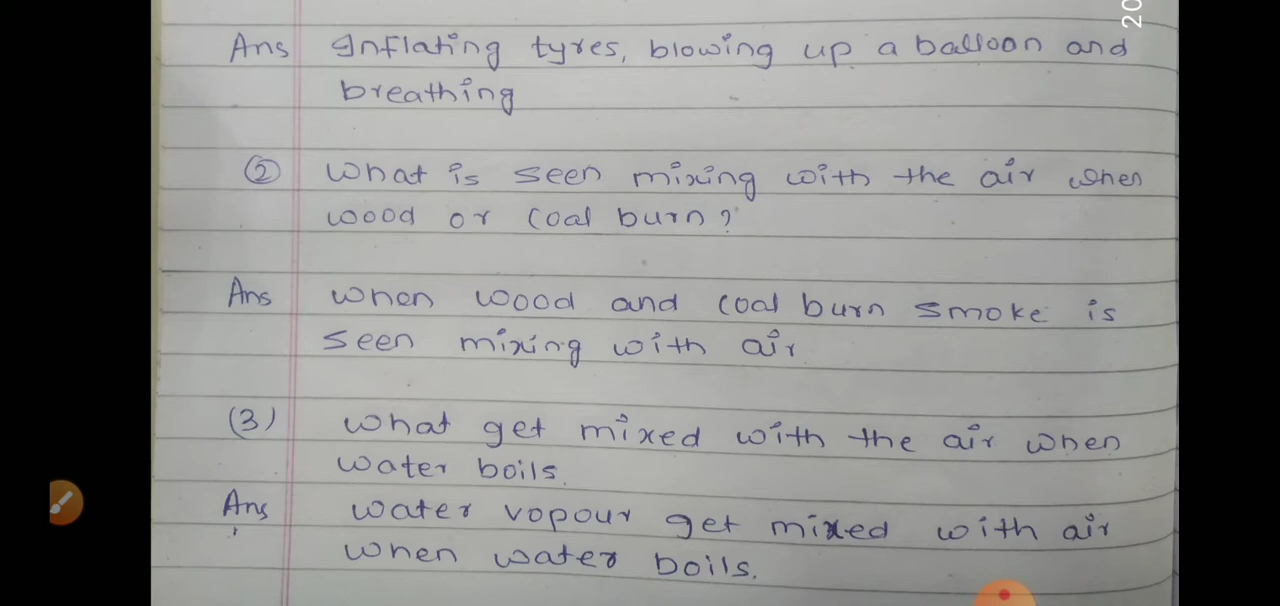 20
Ans Inflating tyres, blowing up a balloon and
breathing
(2) What is seen mixing with the air when
wood or coal burn?
Ans when wood and coal burn smoke is
seen mixing with air
(3) What get mixed with the air when
water boils.
Ans water vopour get mixed with air
when water boils.